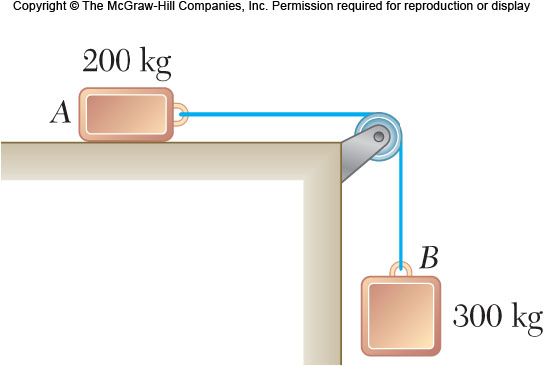 Copyright © The McGraw-Hill Companies, Inc. Permission required for reproduction or display
200 kg
A
B
300 kg